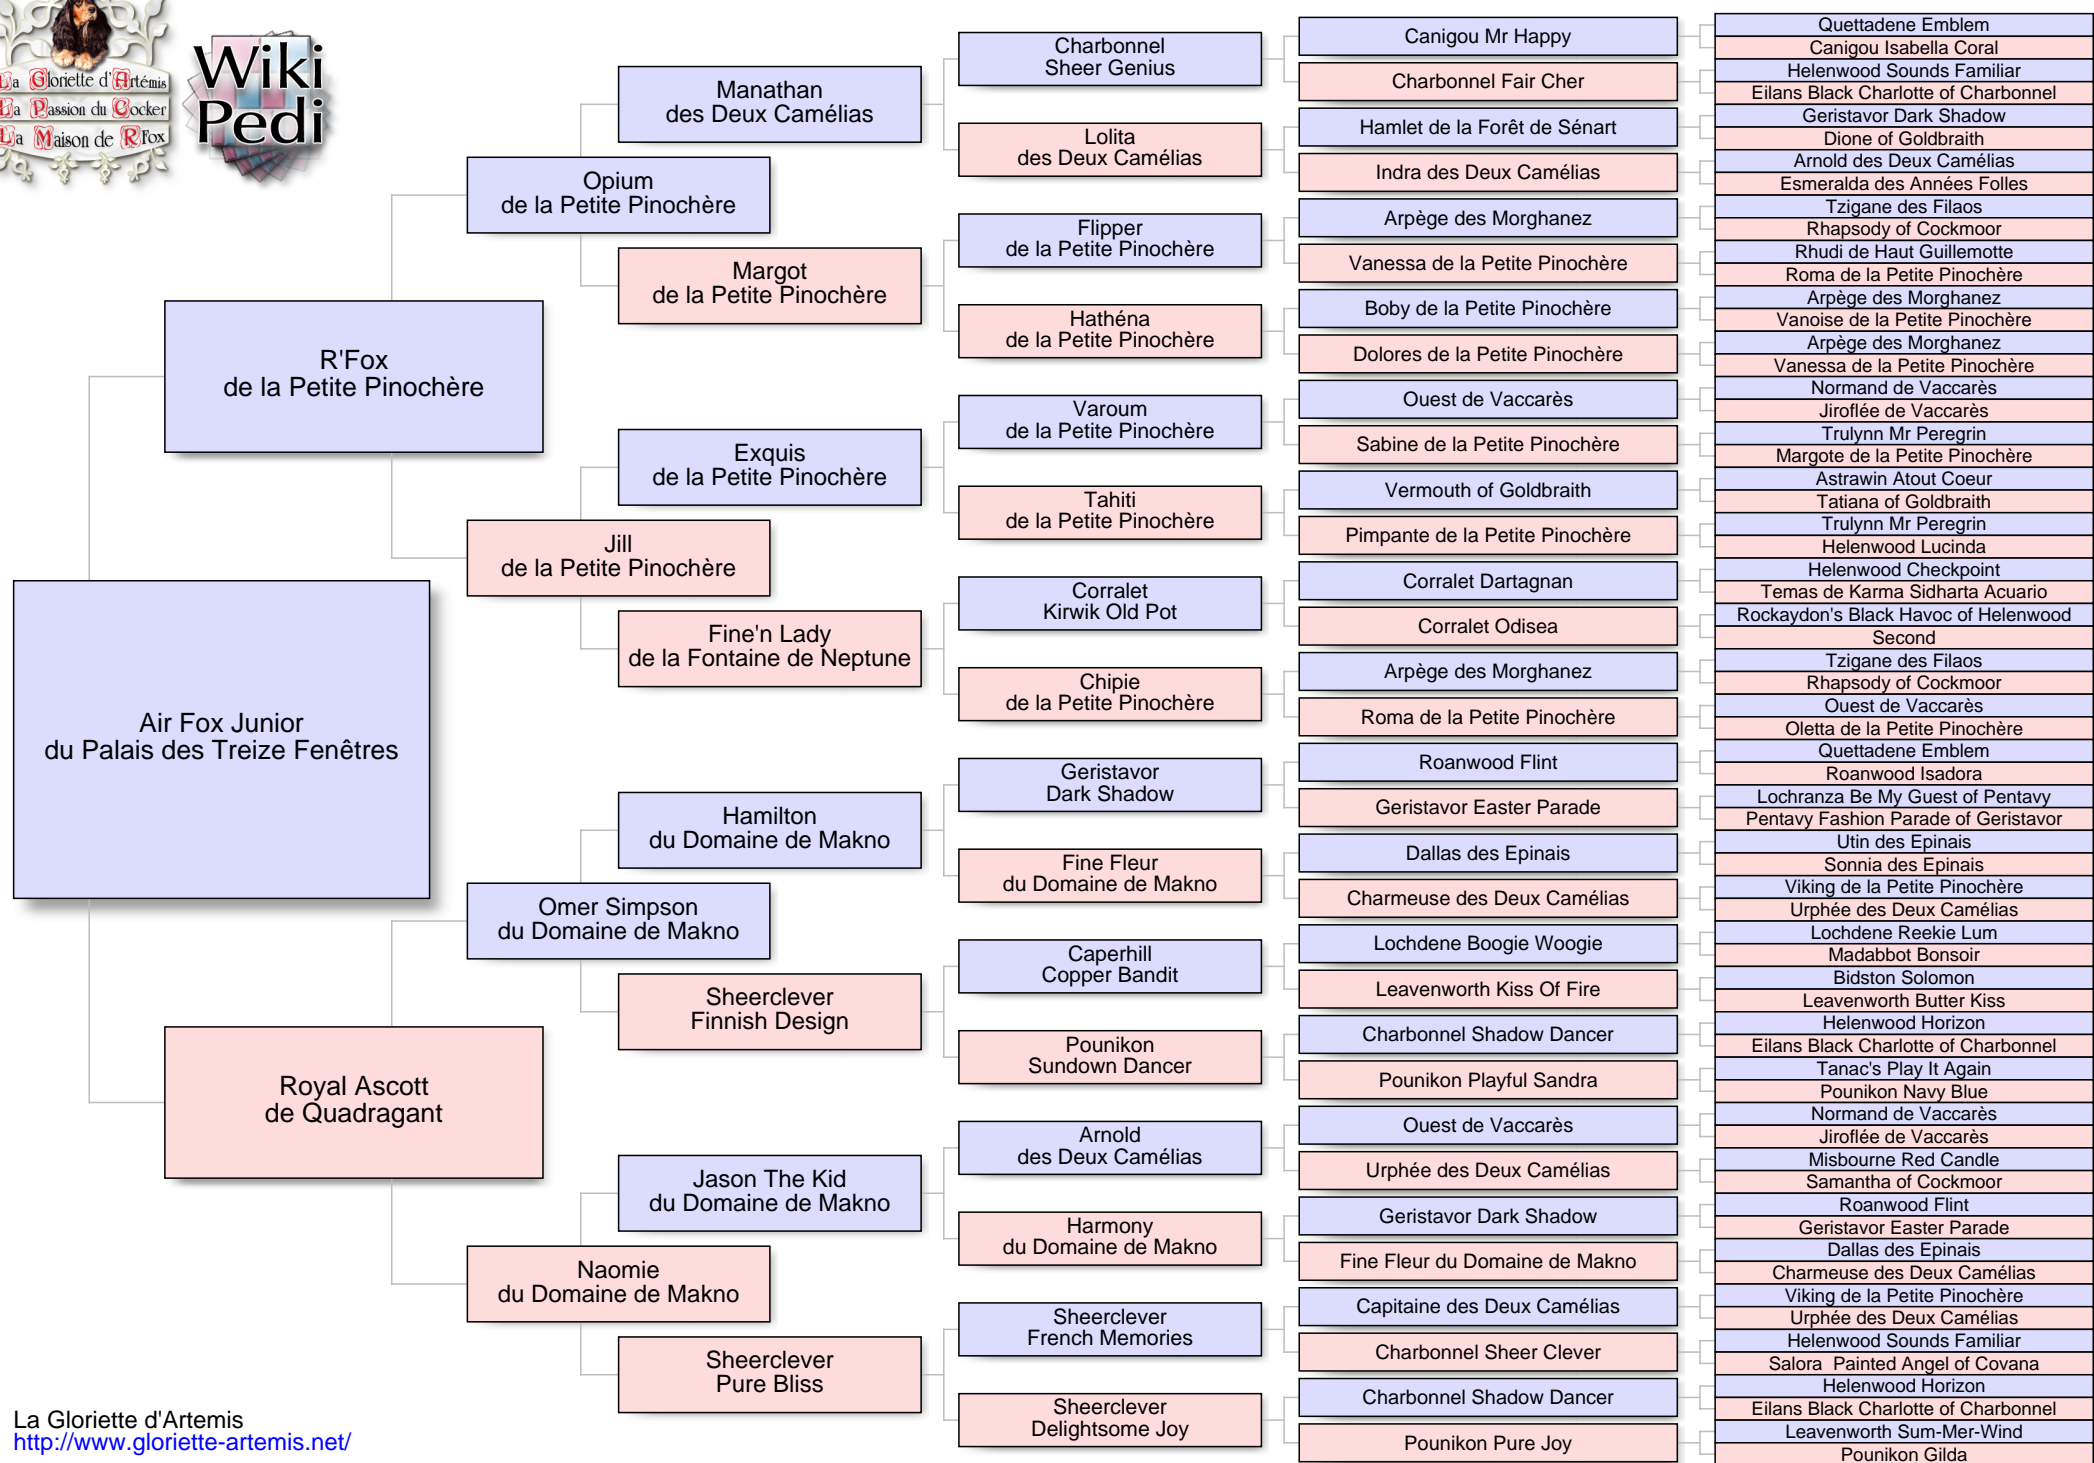 La Gloriette d'Artémis
La Passion du Cocker
La Maison de R'Fox
Wiki
Pedi
Air Fox Junior
du Palais des Treize Fenêtres
R'Fox
de la Petite Pinochère
Royal Ascott
de Quadragant
Opium
de la Petite Pinochère
Jill
de la Petite Pinochère
Omer Simpson
du Domaine de Makno
Naomie
du Domaine de Makno
Manathan
des Deux Camélias
Margot
de la Petite Pinochère
Exquis
de la Petite Pinochère
Fine'n Lady
de la Fontaine de Neptune
Hamilton
du Domaine de Makno
Sheerclever
Finnish Design
Jason The Kid
du Domaine de Makno
Sheerclever
Pure Bliss
Charbonnel
Sheer Genius
Lolita
des Deux Camélias
Flipper
de la Petite Pinochère
Hathéna
de la Petite Pinochère
Varoum
de la Petite Pinochère
Tahiti
de la Petite Pinochère
Corralet
Kirwik Old Pot
Chipie
de la Petite Pinochère
Geristavor
Dark Shadow
Fine Fleur
du Domaine de Makno
Caperhill
Copper Bandit
Pounikon
Sundown Dancer
Arnold
des Deux Camélias
Harmony
du Domaine de Makno
Sheerclever
French Memories
Sheerclever
Delightsome Joy
Canigou Mr Happy
Charbonnel Fair Cher
Hamlet de la Forêt de Sénart
Indra des Deux Camélias
Arpège des Morghanez
Vanessa de la Petite Pinochère
Boby de la Petite Pinochère
Dolores de la Petite Pinochère
Ouest de Vaccarès
Sabine de la Petite Pinochère
Vermouth of Goldbraith
Pimpante de la Petite Pinochère
Corralet Dartagnan
Corralet Odisea
Arpège des Morghanez
Roma de la Petite Pinochère
Roanwood Flint
Geristavor Easter Parade
Dallas des Epinais
Charmeuse des Deux Camélias
Lochdene Boogie Woogie
Leavenworth Kiss Of Fire
Charbonnel Shadow Dancer
Pounikon Playful Sandra
Ouest de Vaccarès
Urphée des Deux Camélias
Geristavor Dark Shadow
Fine Fleur du Domaine de Makno
Capitaine des Deux Camélias
Charbonnel Sheer Clever
Charbonnel Shadow Dancer
Pounikon Pure Joy
Quettadene Emblem
Canigou Isabella Coral
Helenwood Sounds Familiar
Eilans Black Charlotte of Charbonnel
Geristavor Dark Shadow
Dione of Goldbraith
Arnold des Deux Camélias
Esmeralda des Années Folles
Tzigane des Filaos
Rhapsody of Cockmoor
Rhudi de Haut Guillemotte
Roma de la Petite Pinochère
Arpège des Morghanez
Vanoise de la Petite Pinochère
Arpège des Morghanez
Vanessa de la Petite Pinochère
Normand de Vaccarès
Jiroflée de Vaccarès
Trulynn Mr Peregrin
Margote de la Petite Pinochère
Astrawin Atout Coeur
Tatiana of Goldbraith
Trulynn Mr Peregrin
Helenwood Lucinda
Helenwood Checkpoint
Temas de Karma Sidharta Acuario
Rockaydon's Black Havoc of Helenwood
Second
Tzigane des Filaos
Rhapsody of Cockmoor
Ouest de Vaccarès
Oletta de la Petite Pinochère
Quettadene Emblem
Roanwood Isadora
Lochranza Be My Guest of Pentavy
Pentavy Fashion Parade of Geristavor
Utin des Epinais
Sonnia des Epinais
Viking de la Petite Pinochère
Urphée des Deux Camélias
Lochdene Reekie Lum
Madabbot Bonsoir
Bidston Solomon
Leavenworth Butter Kiss
Helenwood Horizon
Eilans Black Charlotte of Charbonnel
Tanac's Play It Again
Pounikon Navy Blue
Normand de Vaccarès
Jiroflée de Vaccarès
Misbourne Red Candle
Samantha of Cockmoor
Roanwood Flint
Geristavor Easter Parade
Dallas des Epinais
Charmeuse des Deux Camélias
Viking de la Petite Pinochère
Urphée des Deux Camélias
Helenwood Sounds Familiar
Salora  Painted Angel of Covana
Helenwood Horizon
Eilans Black Charlotte of Charbonnel
Leavenworth Sum-Mer-Wind
Pounikon Gilda
La Gloriette d'Artemis
http://www.gloriette-artemis.net/